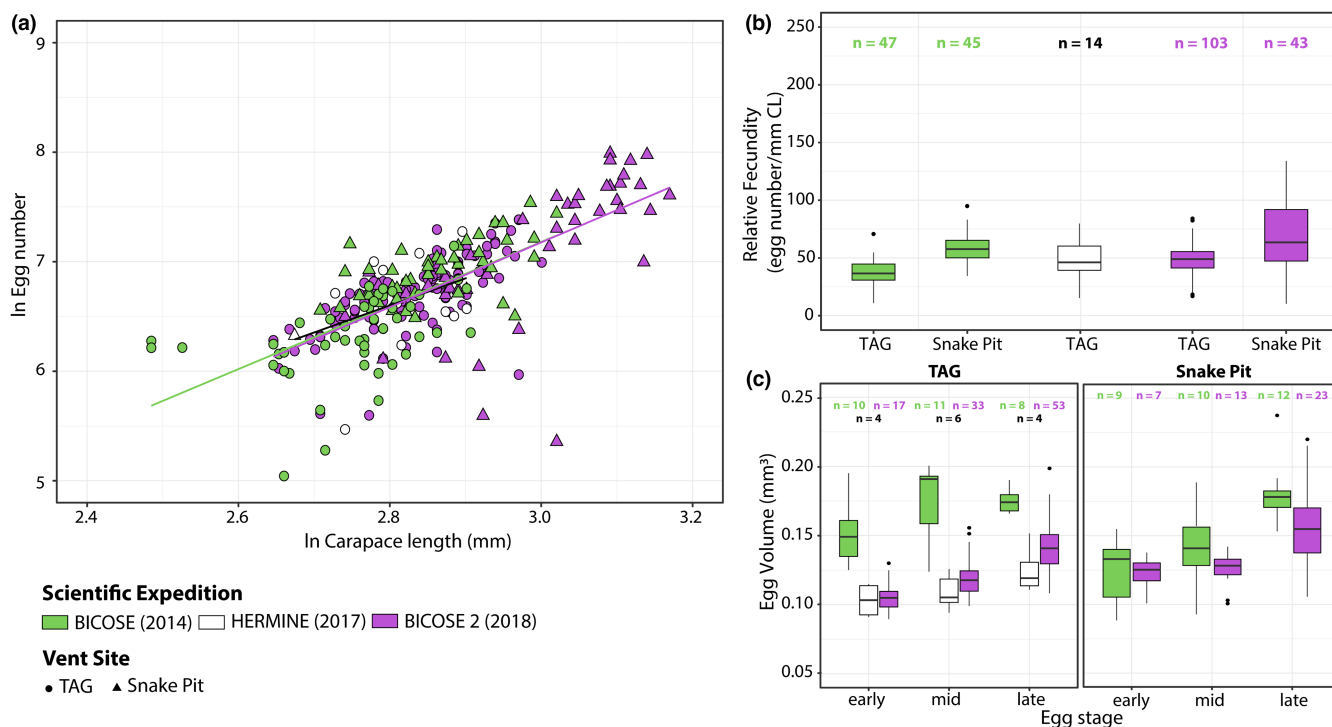 (a)
9
8
7
6
5
ln Egg number
2.4 2.6 2.8 3.0 3.2
ln Carapace length (mm)
Scientific Expedition
BICOSE (2014) HERMINE (2017) BICOSE 2 (2018)
Vent Site
TAG Snake Pit
(b)
250
200
150
100
50
0
Relative Fecundity
(egg number/mm CL)
n = 47 n = 45 n = 14 n = 103 n = 43
TAG Snake Pit TAG TAG Snake Pit
(c)
TAG Snake Pit
0.25
0.20
0.15
0.10
0.05
Egg Volume (mm³)
n = 10 n = 17 n = 11 n = 33 n = 8 n = 53
n = 4 n = 6 n = 4
n = 9 n = 7 n = 10 n = 13 n = 12 n = 23
early mid late early mid late
Egg stage